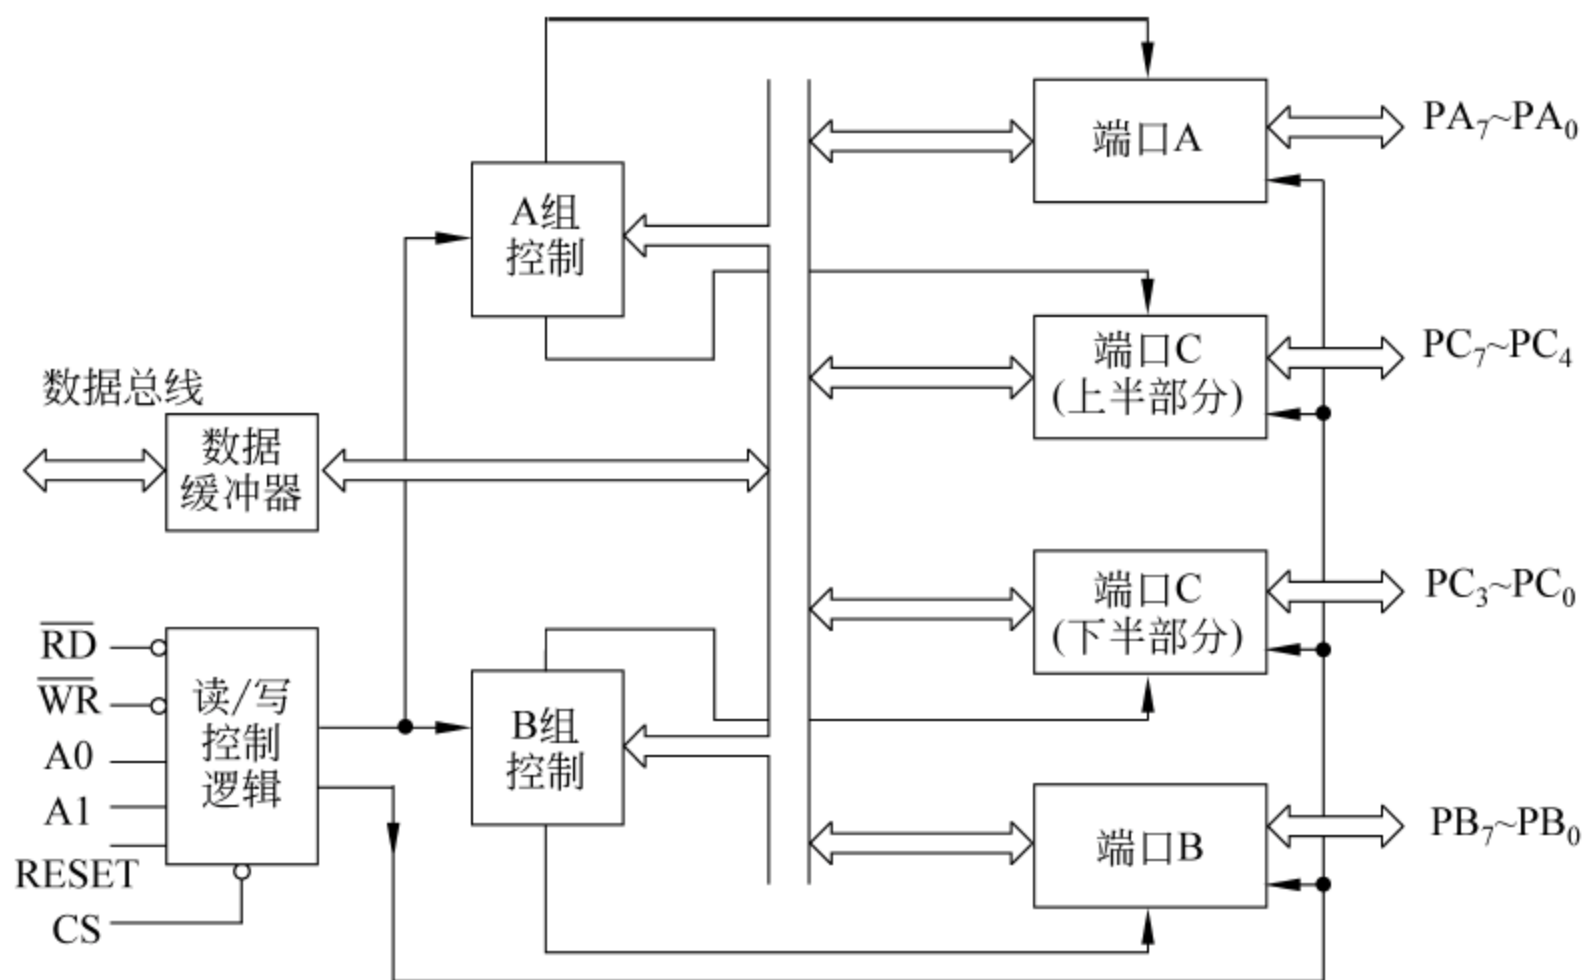 端口A
PA₇~PA₀
A组
控制
端口C
(上半部分)
PC₇~PC₄
数据总线
数据
缓冲器
端口C
(下半部分)
PC₃~PC₀
R̅D̅
W̅R̅
A0
A1
RESET
CS
读/写
控制
逻辑
B组
控制
端口B
PB₇~PB₀